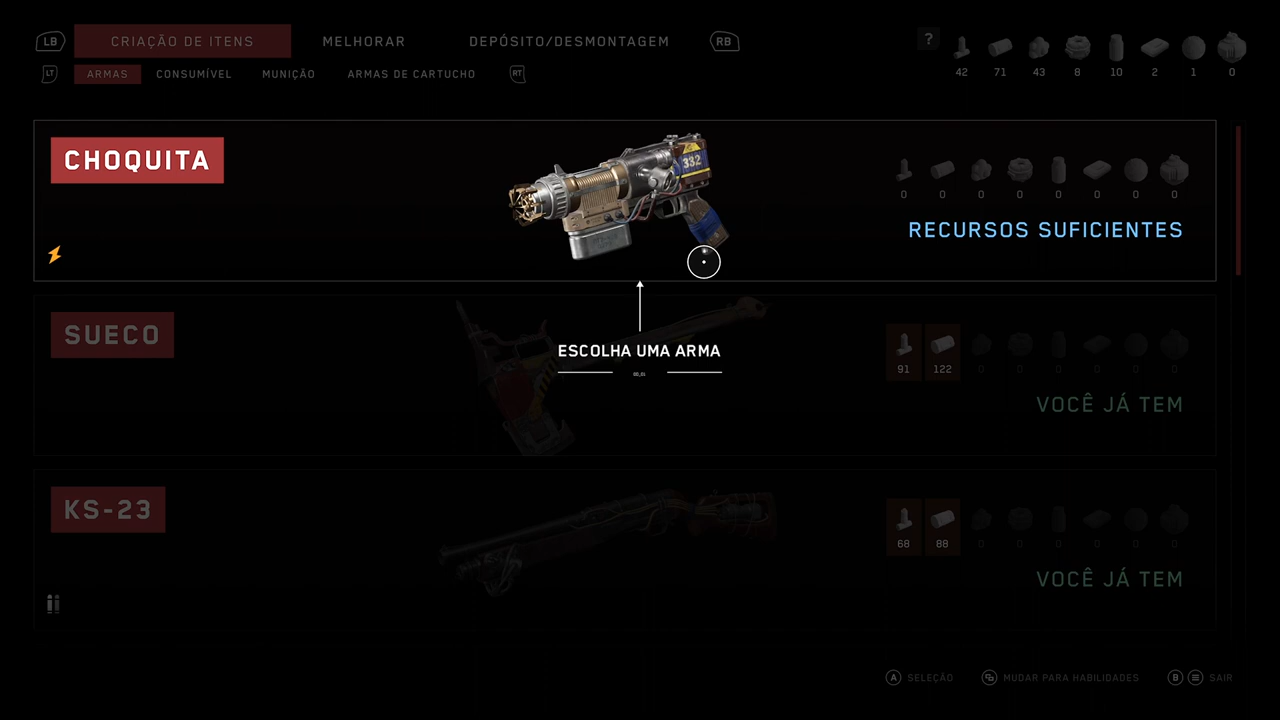 LB CRIAÇÃO DE ITENS MELHORAR DEPÓSITO/DESMONTAGEM RB ?
LT ARMAS CONSUMÍVEL MUNIÇÃO ARMAS DE CARTUCHO RT
42 71 43 8 10 2 1 0
CHOQUITA
332
0 0 0 0 0 0 0 0
RECURSOS SUFICIENTES
SUECO
ESCOLHA UMA ARMA
91 122 0 0 0 0 0 0
VOCÊ JÁ TEM
KS-23
68 88 0 0 0 0 0 0
VOCÊ JÁ TEM
A SELEÇÃO MUDAR PARA HABILIDADES B SAIR